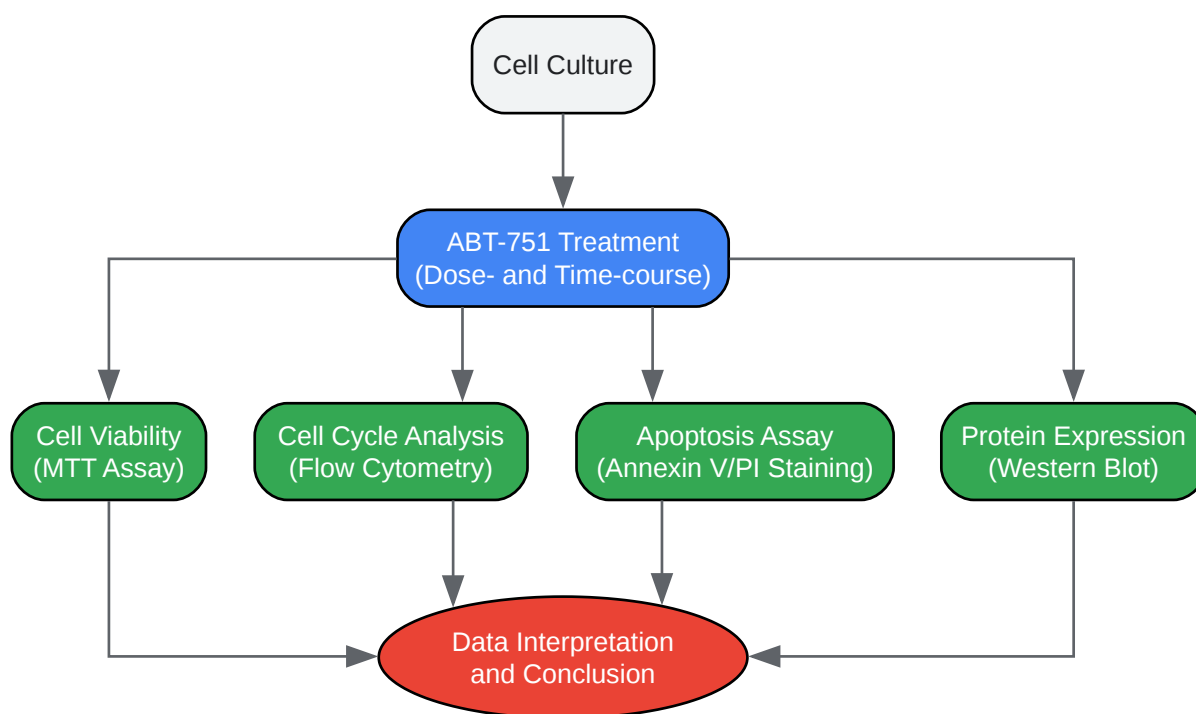 Cell Culture
ABT-751 Treatment
(Dose- and Time-course)
Cell Viability
(MTT Assay)
Cell Cycle Analysis
(Flow Cytometry)
Apoptosis Assay
(Annexin V/PI Staining)
Protein Expression
(Western Blot)
Data Interpretation
and Conclusion